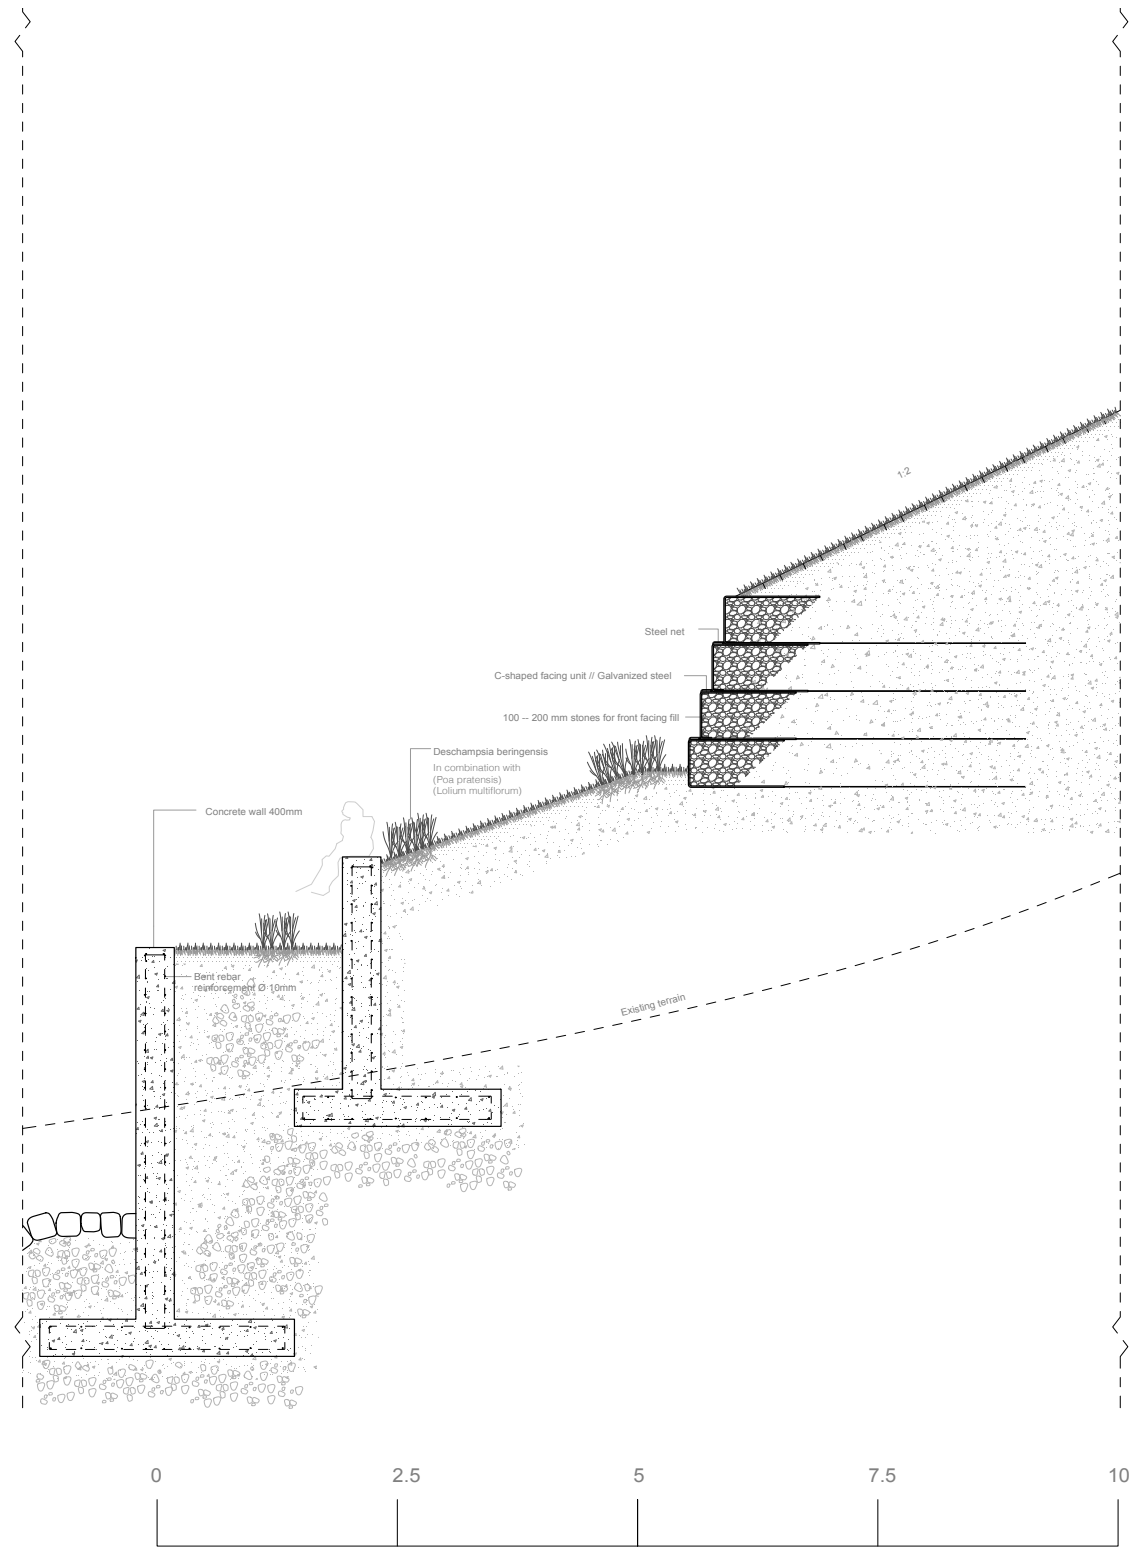 1:2
Steel net
C-shaped facing unit // Galvanized steel
100 -- 200 mm stones for front facing fill
Deschampsia beringensis
In combination with
(Poa pratensis)
(Lolium multiflorum)
Concrete wall 400mm
Bent rebar
reinforcement Ø 10mm
Existing terrain
0 2.5 5 7.5 10